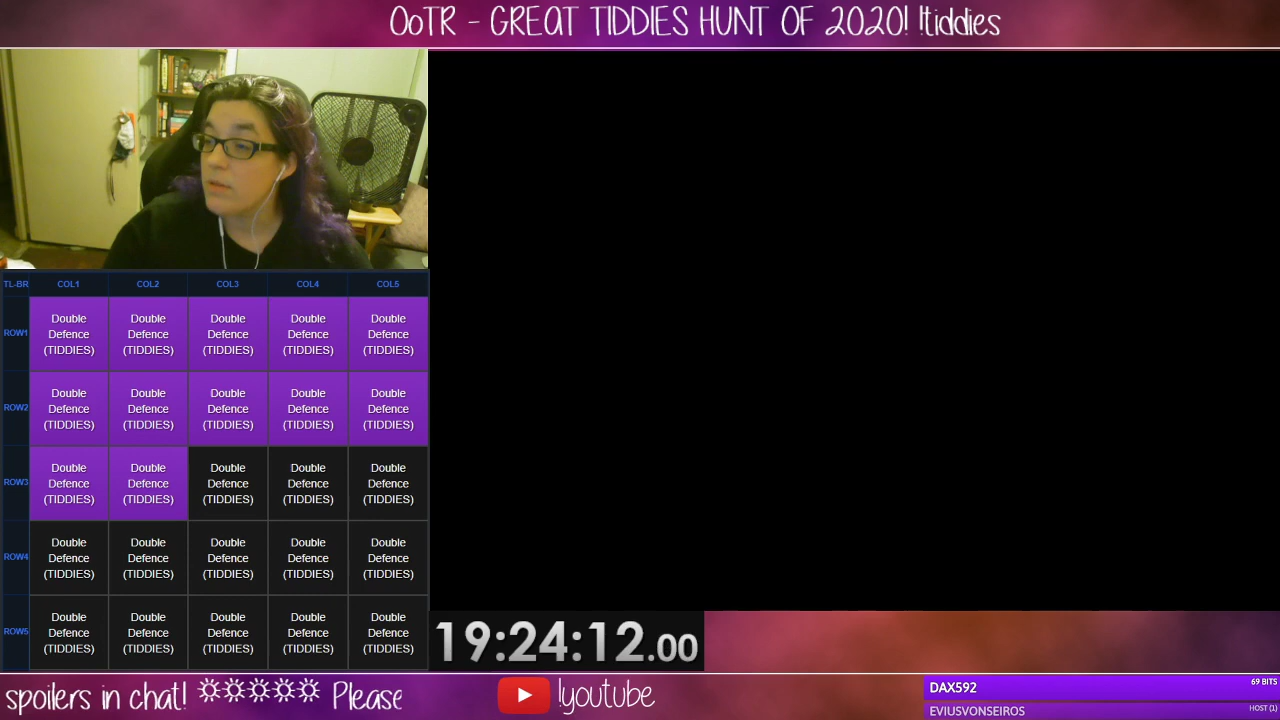 OoTR - GREAT TIDDIES HUNT OF 2020! !tiddies
TL-BR COL1 COL2 COL3 COL4 COL5
ROW1
Double Double Double Double Double
Defence Defence Defence Defence Defence
(TIDDIES) (TIDDIES) (TIDDIES) (TIDDIES) (TIDDIES)
ROW2
Double Double Double Double Double
Defence Defence Defence Defence Defence
(TIDDIES) (TIDDIES) (TIDDIES) (TIDDIES) (TIDDIES)
ROW3
Double Double Double Double Double
Defence Defence Defence Defence Defence
(TIDDIES) (TIDDIES) (TIDDIES) (TIDDIES) (TIDDIES)
ROW4
Double Double Double Double Double
Defence Defence Defence Defence Defence
(TIDDIES) (TIDDIES) (TIDDIES) (TIDDIES) (TIDDIES)
ROW5
Double Double Double Double Double
Defence Defence Defence Defence Defence
(TIDDIES) (TIDDIES) (TIDDIES) (TIDDIES) (TIDDIES)
19:24:12.00
spoilers in chat! ☼☼☼☼☼ Please
!youtube
DAX592 69 BITS
EVIUSVONSEIROS HOST (1)